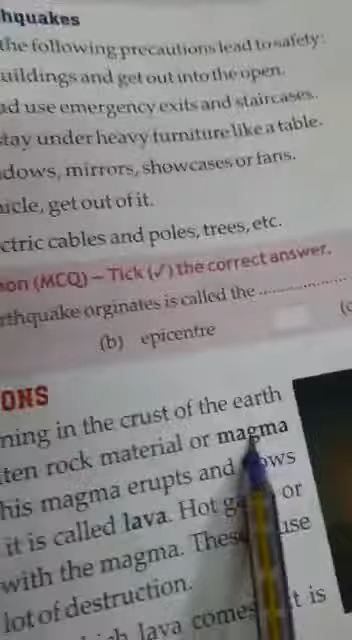 hquakes
the following precautions lead to safety:
uildings and get out into the open.
ad use emergency exits and staircases.
stay under heavy furniture like a table.
dows, mirrors, showcases or fans.
icle, get out of it.
ctric cables and poles, trees, etc.
on (MCQ) – Tick (✓) the correct answer.
rthquake orginates is called the ....................
(b) epicentre
ONS
ning in the crust of the earth
ten rock material or magma
his magma erupts and
it is called lava. Hot or
with the magma. These
lot of destruction.
lava comes it is